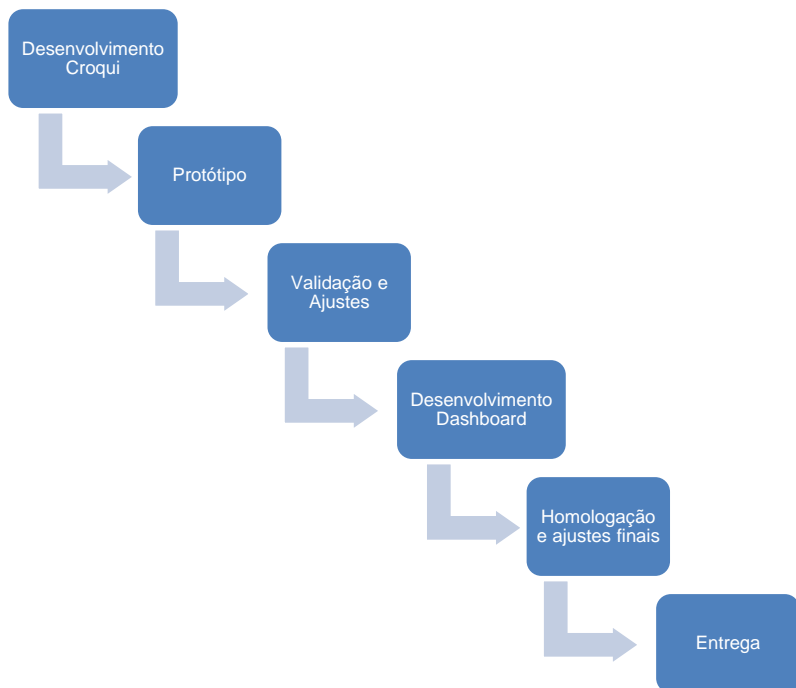 Desenvolvimento
Croqui
Protótipo
Validação e
Ajustes
Desenvolvimento
Dashboard
Homologação
e ajustes finais
Entrega